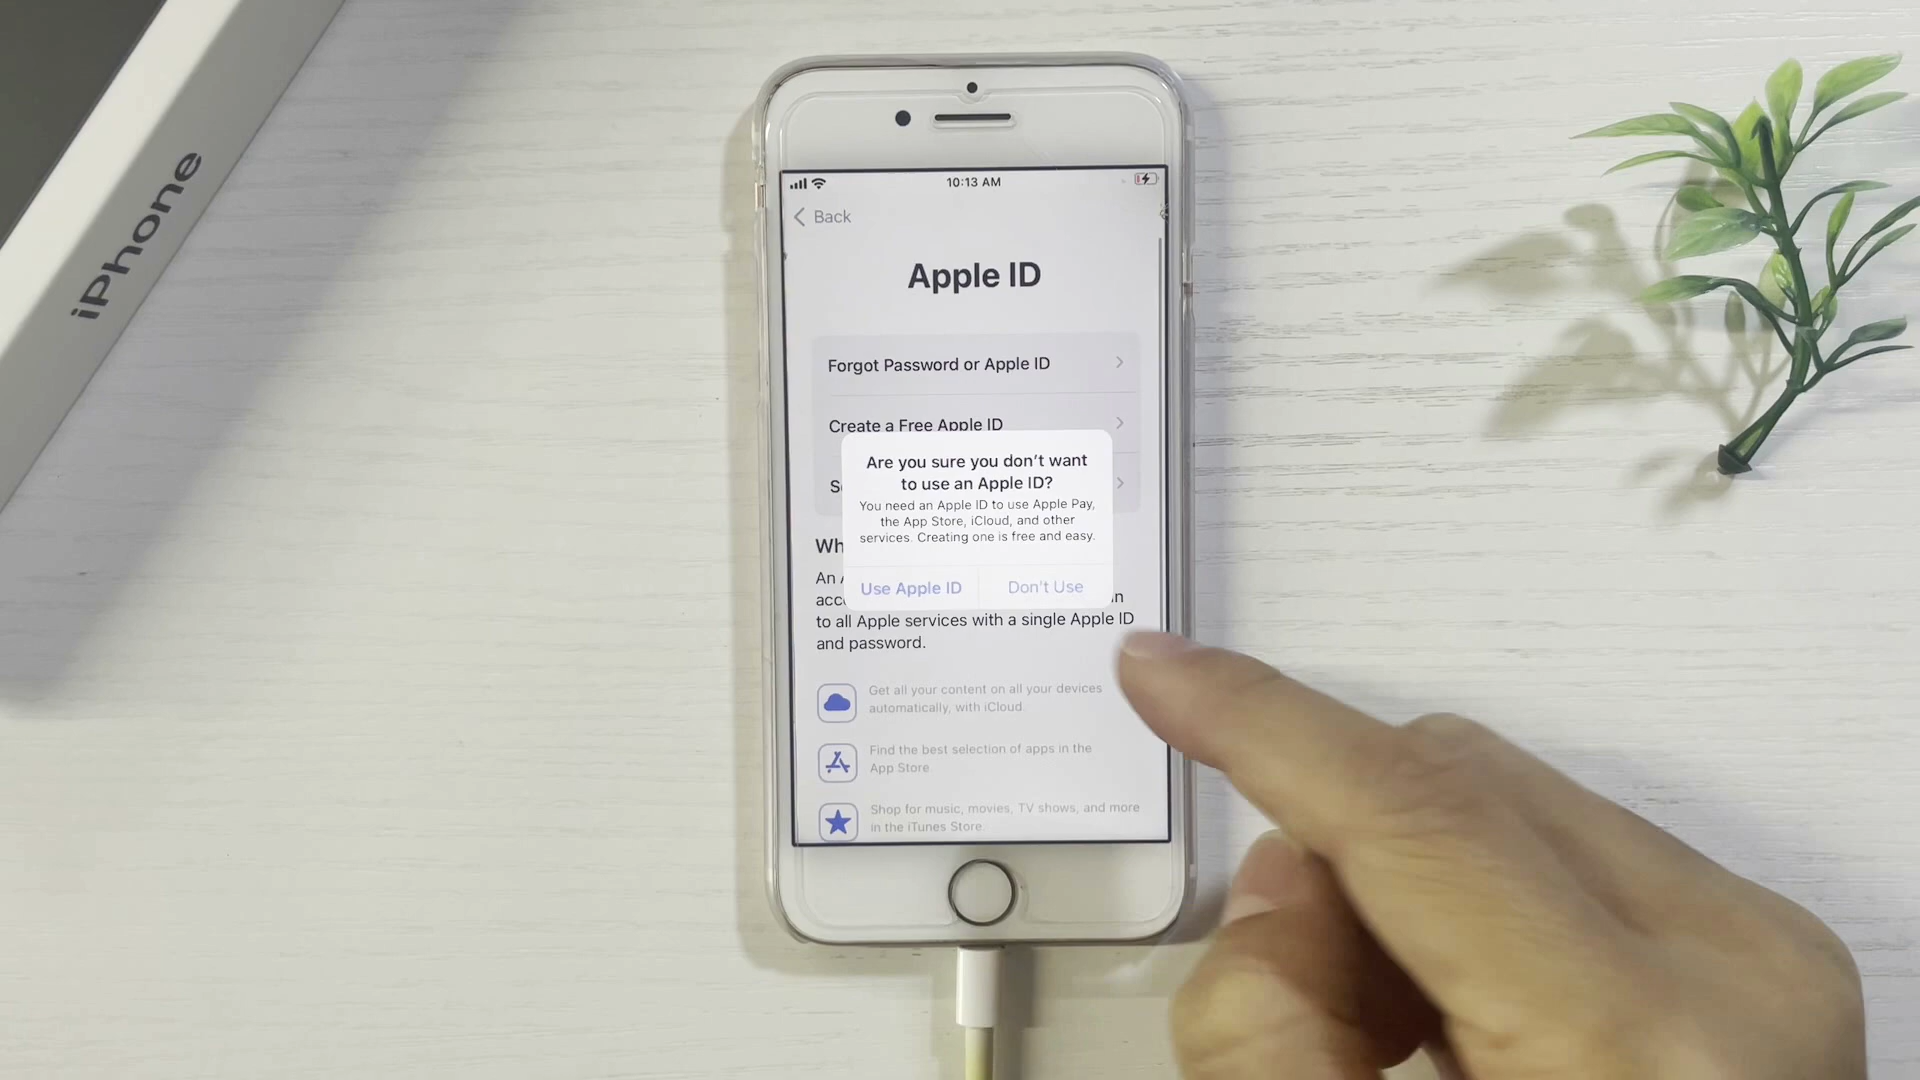 iPhone
10:13 AM
Back
Apple ID
Forgot Password or Apple ID
Create a Free Apple ID
Are you sure you don't want
to use an Apple ID?
You need an Apple ID to use Apple Pay,
the App Store, iCloud, and other
services. Creating one is free and easy.
Use Apple ID
Don't Use
An
to all Apple services with a single Apple ID
and password.
Get all your content on all your devices
automatically, with iCloud.
Find the best selection of apps in the
App Store.
Shop for music, movies, TV shows, and more
in the iTunes Store.